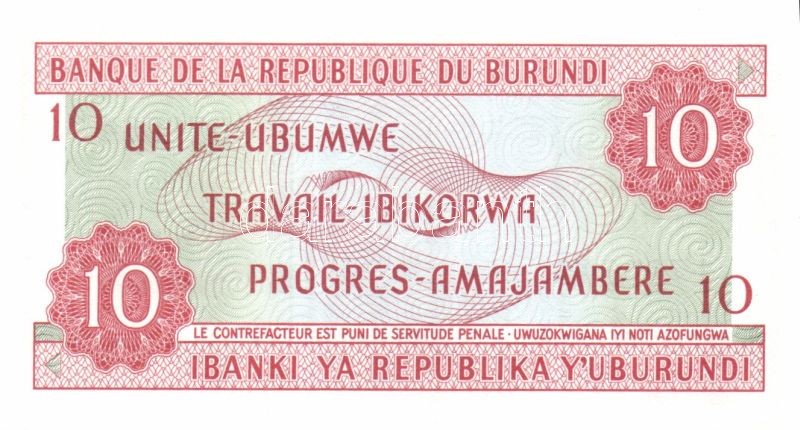 BANQUE DE LA REPUBLIQUE DU BURUNDI
10
10
UNITE-UBUMWE
TRAVAIL-IBIKORWA
PROGRES-AMAJAMBERE
10
10
LE CONTREFACTEUR EST PUNI DE SERVITUDE PENALE · UWUZOKWIGANA IYI NOTI AZOFUNGWA
IBANKI YA REPUBLIKA Y'UBURUNDI